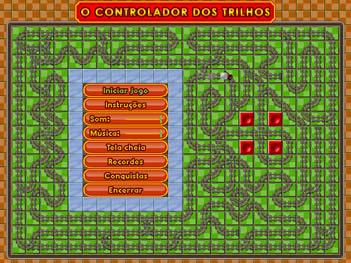 O CONTROLADOR DOS TRILHOS
Iniciar jogo
Instruções
Som:
Música:
Tela cheia
Recordes
Conquistas
Encerrar